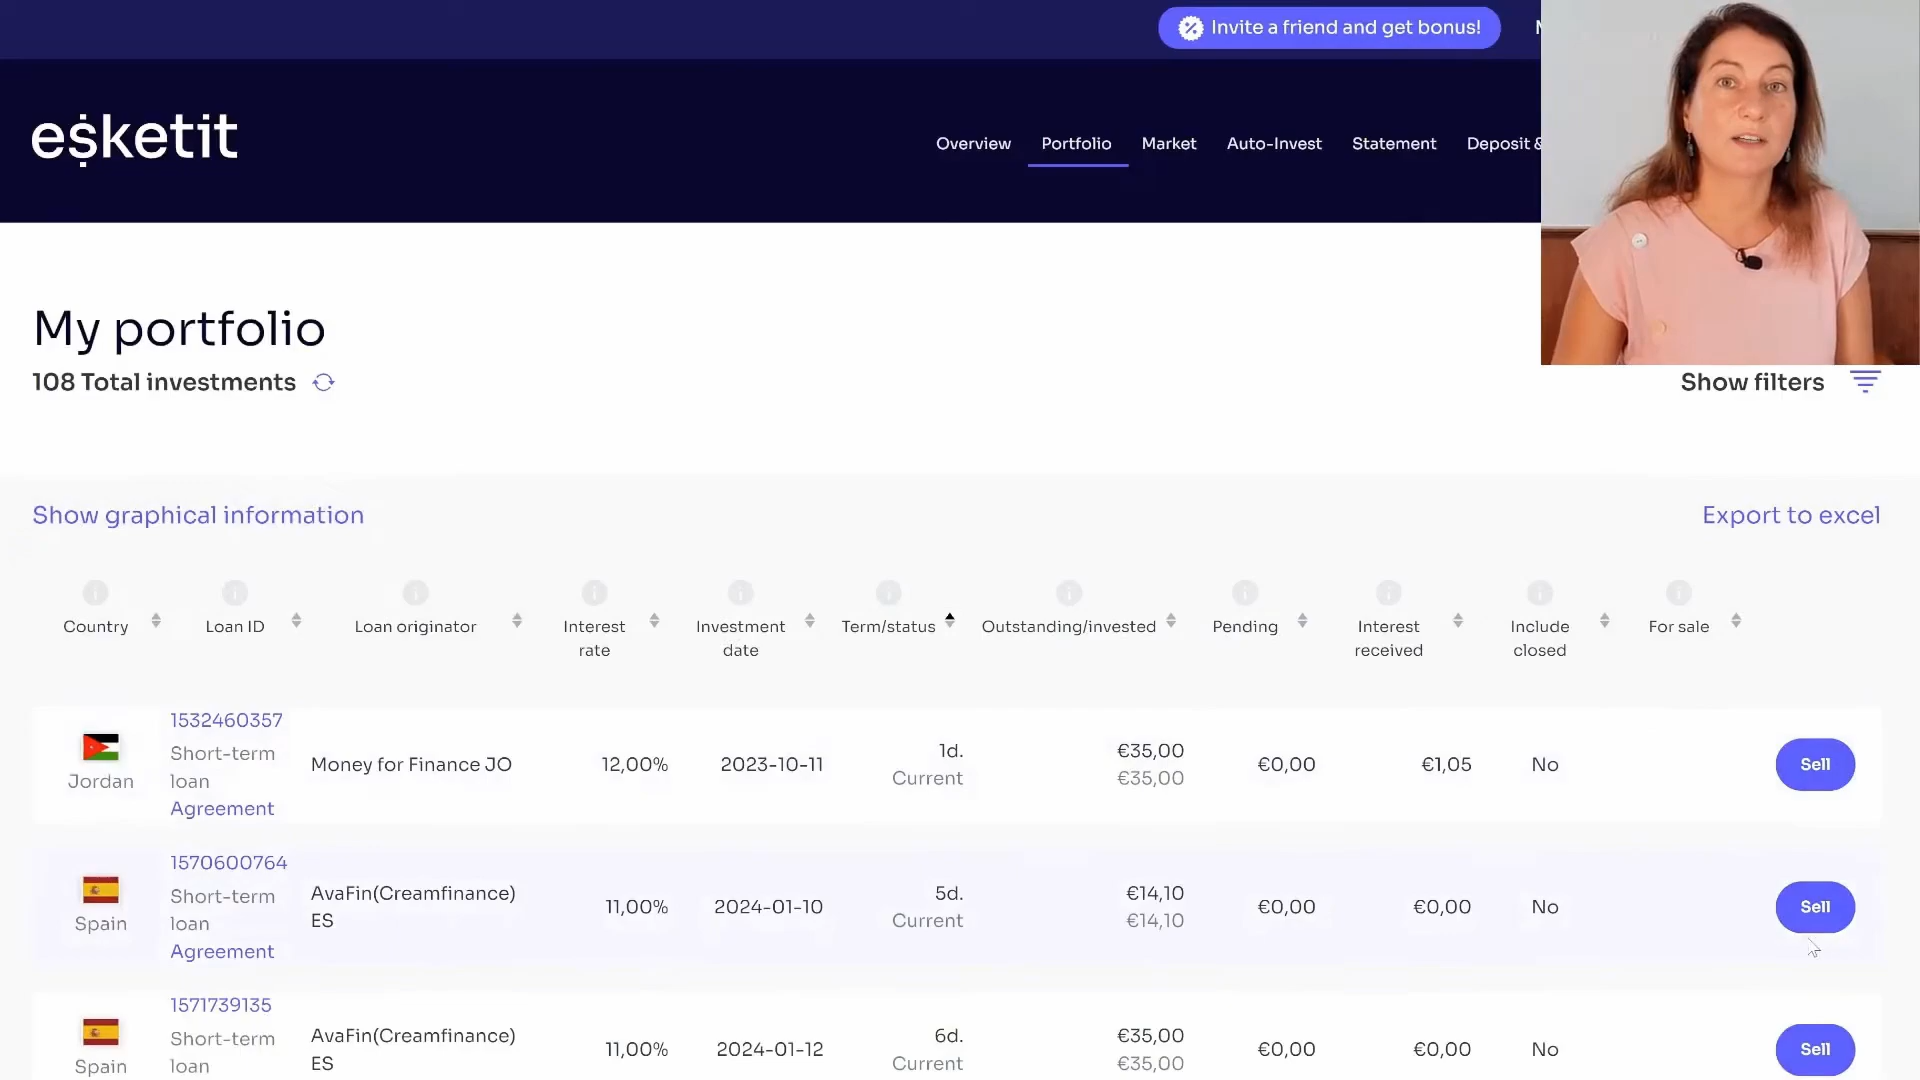 Invite a friend and get bonus!
esketit
Overview Portfolio Market Auto-Invest Statement Deposit &
My portfolio
108 Total investments
Show filters
Show graphical information
Export to excel
Country Loan ID Loan originator Interest rate Investment date Term/status Outstanding/invested Pending Interest received Include closed For sale
1532460357
Short-term loan
Agreement
Jordan
Money for Finance JO
12,00%
2023-10-11
1d.
Current
€35,00
€35,00
€0,00
€1,05
No
Sell
1570600764
Short-term loan
Agreement
Spain
AvaFin(Creamfinance) ES
11,00%
2024-01-10
5d.
Current
€14,10
€14,10
€0,00
€0,00
No
Sell
1571739135
Short-term loan
Spain
AvaFin(Creamfinance) ES
11,00%
2024-01-12
6d.
Current
€35,00
€35,00
€0,00
€0,00
No
Sell